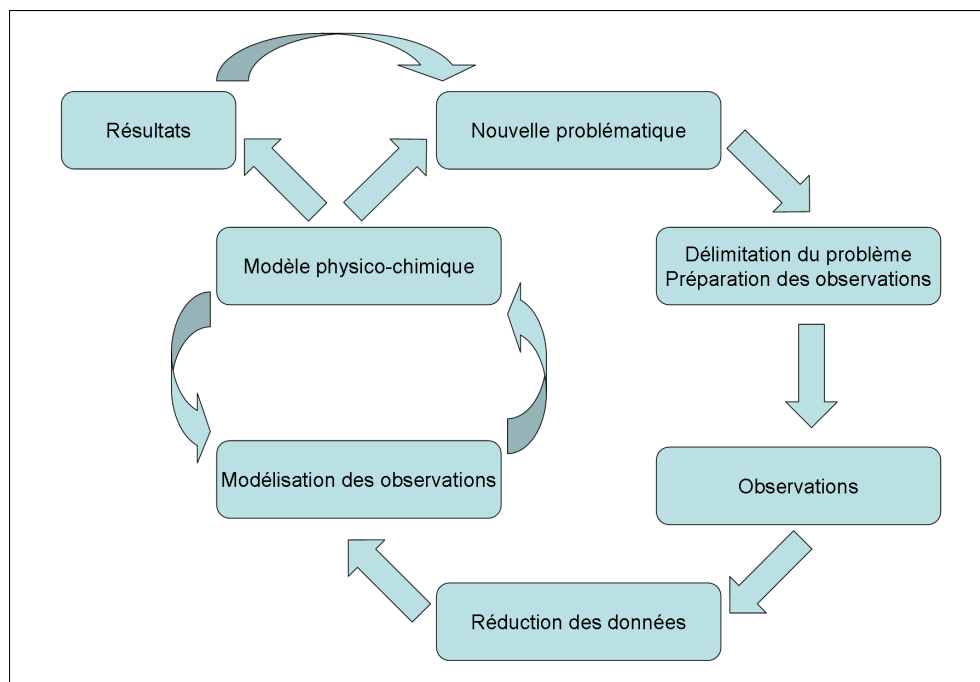 Résultats
Nouvelle problématique
Modèle physico-chimique
Délimitation du problème
Préparation des observations
Modélisation des observations
Observations
Réduction des données